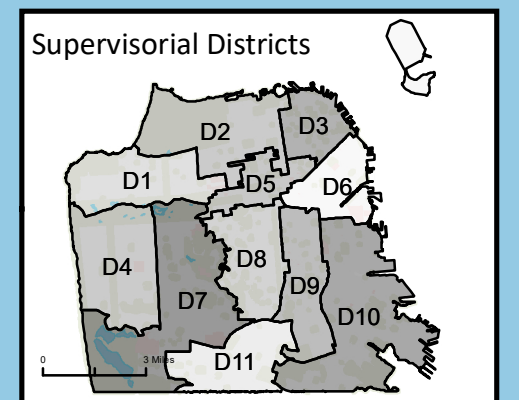 Supervisorial Districts
D2
D3
D1
D5
D6
D4
D8
D7
D9
D10
D11
0
3 Miles